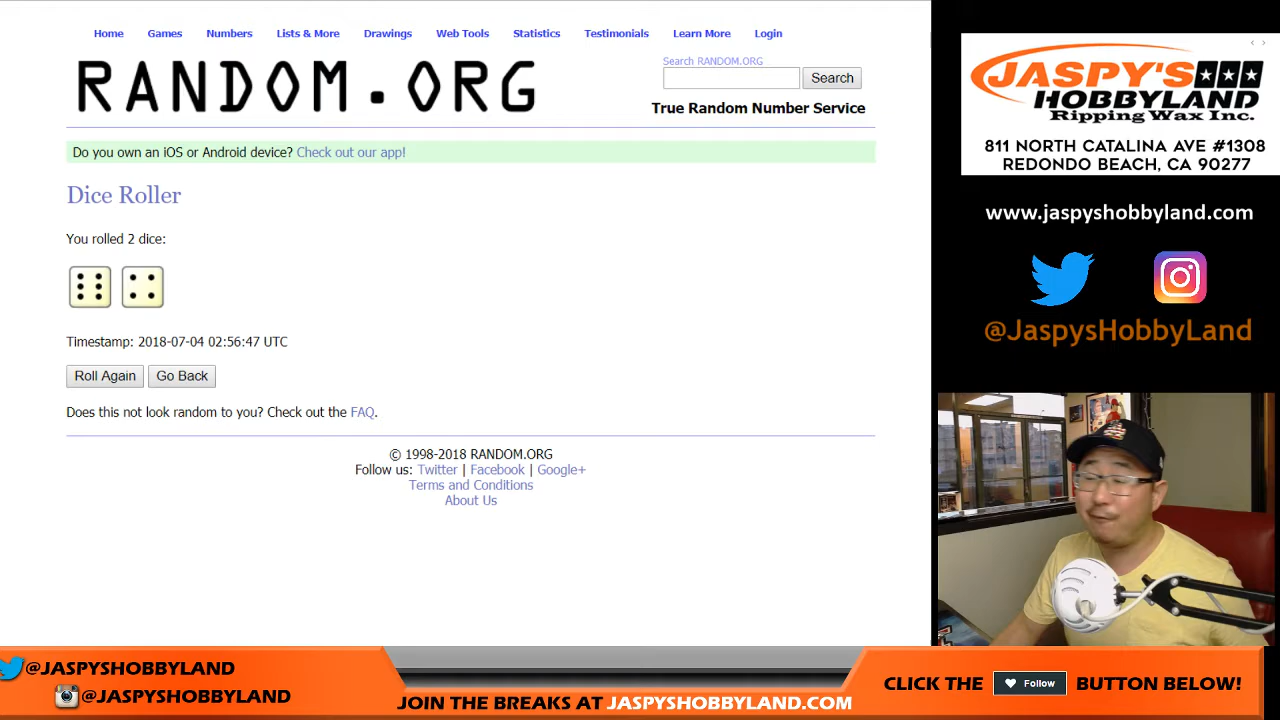 Home Games Numbers Lists & More Drawings Web Tools Statistics Testimonials Learn More Login
RANDOM.ORG
Search RANDOM.ORG
Search
True Random Number Service
Do you own an iOS or Android device? Check out our app!
Dice Roller
You rolled 2 dice:
Timestamp: 2018-07-04 02:56:47 UTC
Roll Again Go Back
Does this not look random to you? Check out the FAQ.
© 1998-2018 RANDOM.ORG
Follow us: Twitter | Facebook | Google+
Terms and Conditions
About Us
JASPY'S
HOBBYLAND
Ripping Wax Inc.
811 NORTH CATALINA AVE #1308
REDONDO BEACH, CA 90277
www.jaspyshobbyland.com
@JaspysHobbyLand
@JASPYSHOBBYLAND
@JASPYSHOBBYLAND
JOIN THE BREAKS AT JASPYSHOBBYLAND.COM
CLICK THE Follow BUTTON BELOW!